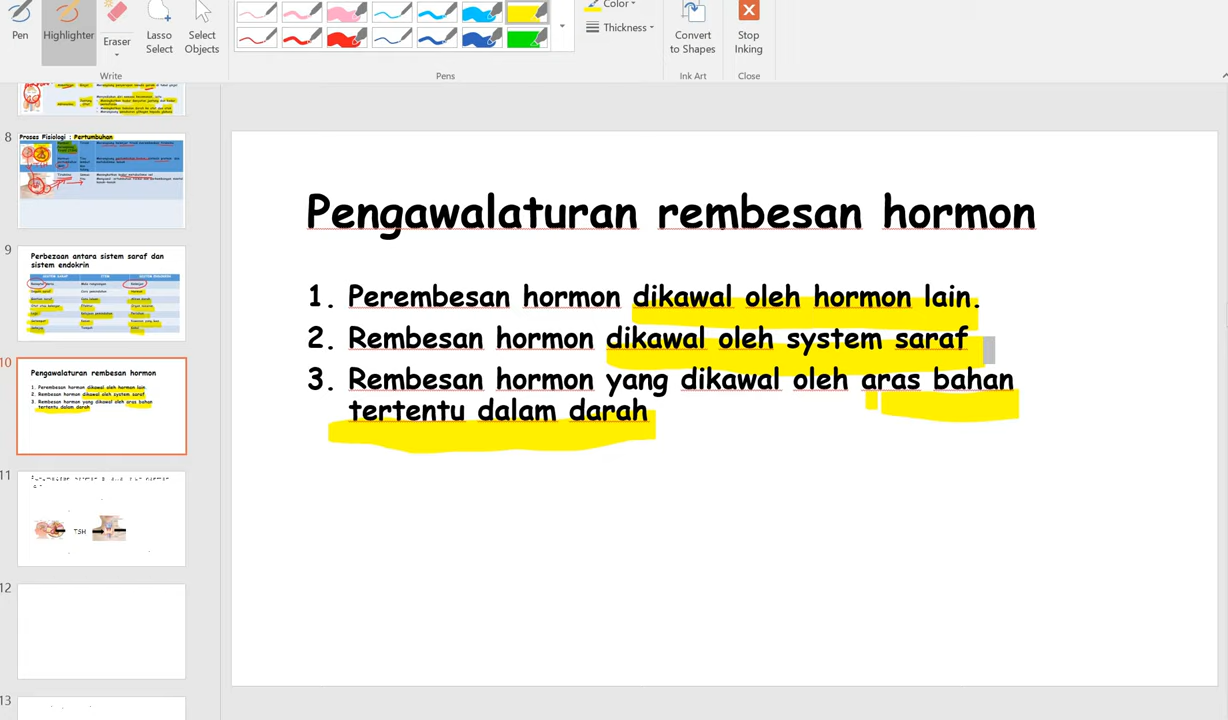 Color
Thickness
Pen
Highlighter
Eraser
Lasso
Select
Select
Objects
Convert
to Shapes
Stop
Inking
Write
Pens
Ink Art
Close
8
Proses Fisiologi : Pertumbuhan
9
Perbezaan antara sistem saraf dan
sistem endokrin
10
Pengawalaturan rembesan hormon
1. Perembesan hormon dikawal oleh hormon lain.
2. Rembesan hormon dikawal oleh system saraf
3. Rembesan hormon yang dikawal oleh aras bahan
tertentu dalam darah
11
TSH
12
13
Pengawalaturan rembesan hormon
1. Perembesan hormon dikawal oleh hormon lain.
2. Rembesan hormon dikawal oleh system saraf
3. Rembesan hormon yang dikawal oleh aras bahan
tertentu dalam darah